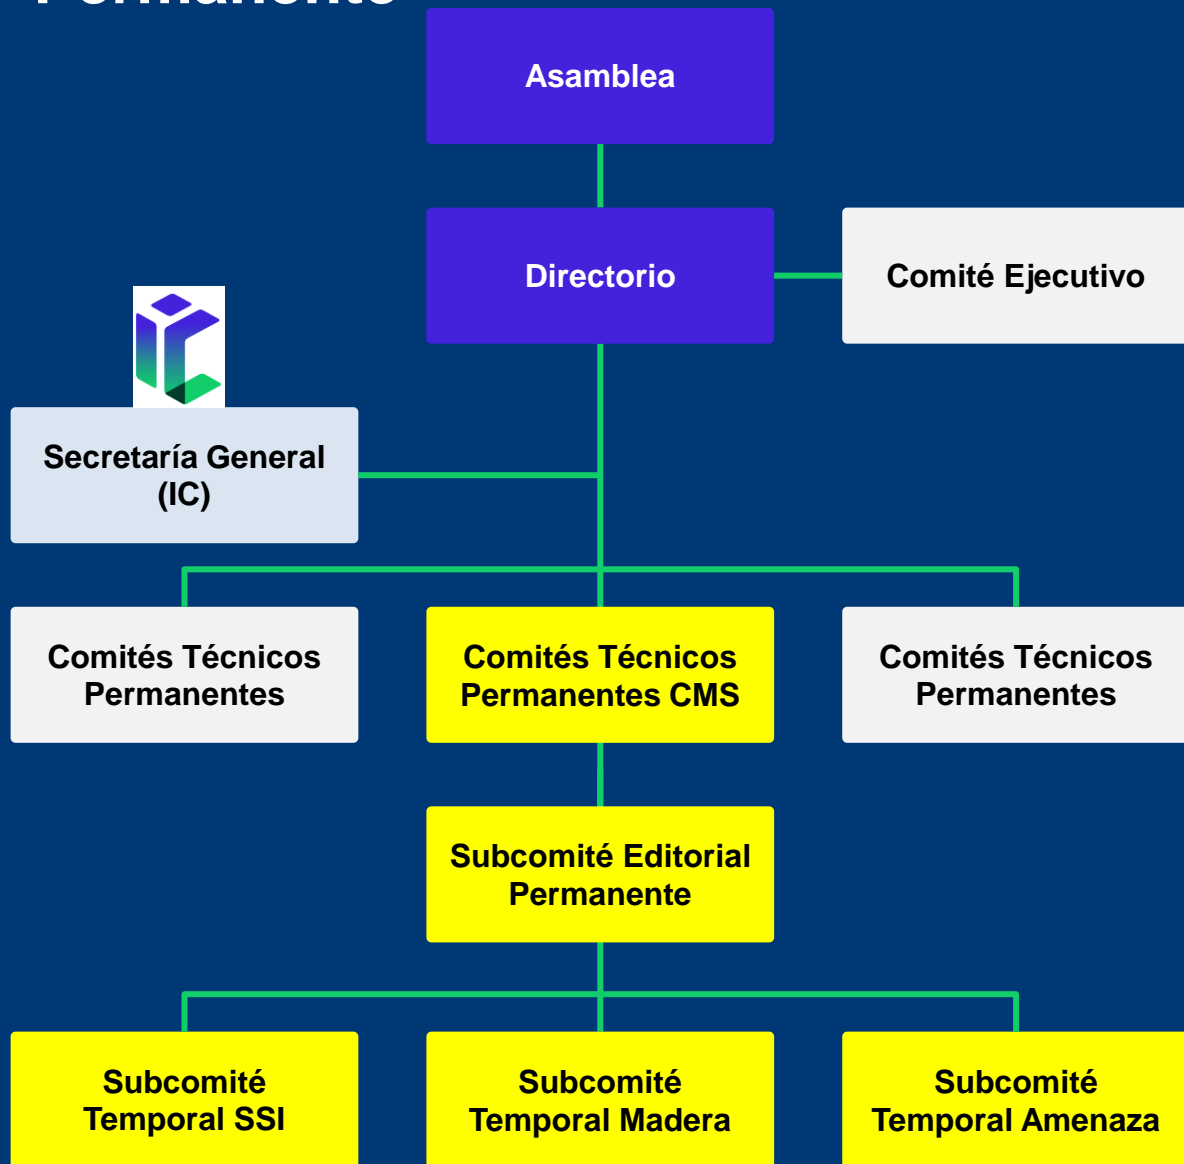 Permanente
Asamblea
Directorio
Comité Ejecutivo
Secretaría General
(IC)
Comités Técnicos
Permanentes
Comités Técnicos
Permanentes CMS
Comités Técnicos
Permanentes
Subcomité Editorial
Permanente
Subcomité
Temporal SSI
Subcomité
Temporal Madera
Subcomité
Temporal Amenaza